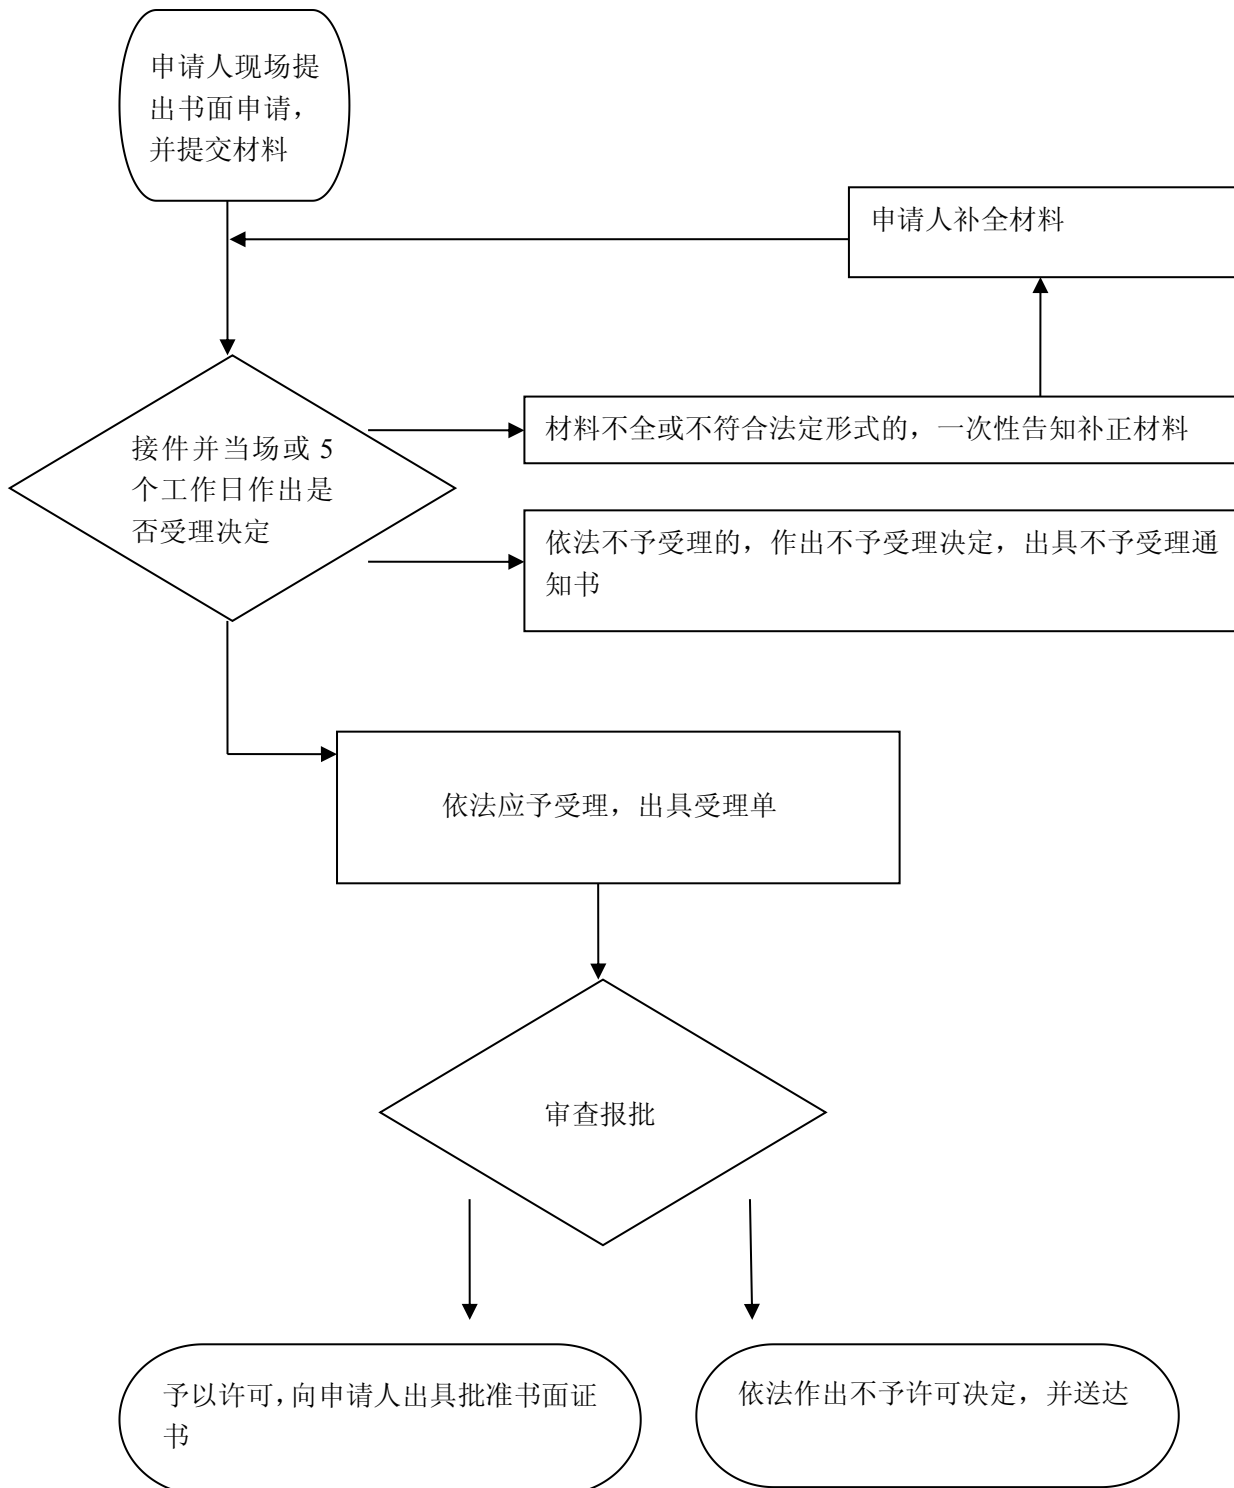 申请人现场提
出书面申请，
并提交材料
申请人补全材料
材料不全或不符合法定形式的，一次性告知补正材料
接件并当场或 5
个工作日作出是
否受理决定
依法不予受理的，作出不予受理决定，出具不予受理通
知书
依法应予受理，出具受理单
审查报批
予以许可，向申请人出具批准书面证
书
依法作出不予许可决定，并送达